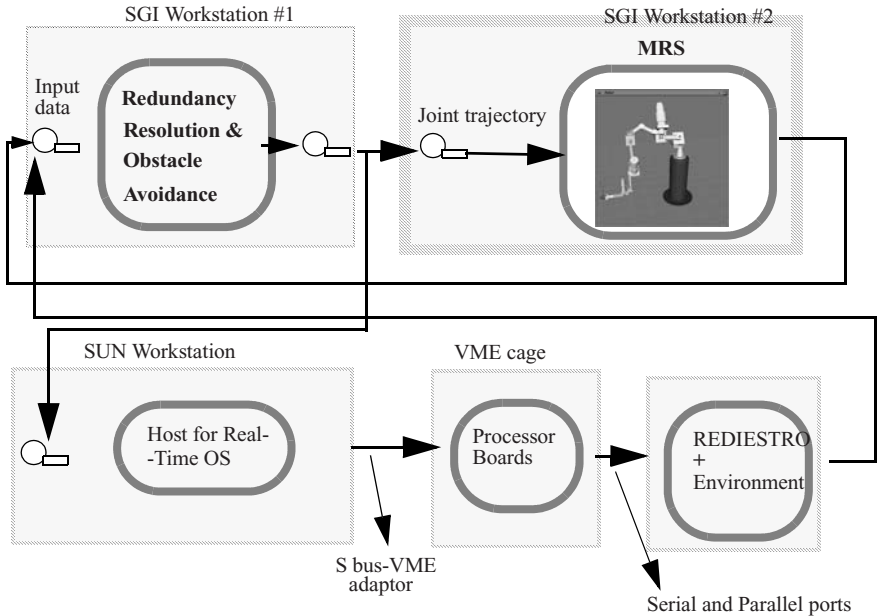 SGI Workstation #1
SGI Workstation #2
MRS
Input
data
Redundancy
Resolution &
Obstacle
Avoidance
Joint trajectory
SUN Workstation
VME cage
Host for Real-
-Time OS
Processor
Boards
REDIESTRO
+
Environment
S bus-VME
adaptor
Serial and Parallel ports